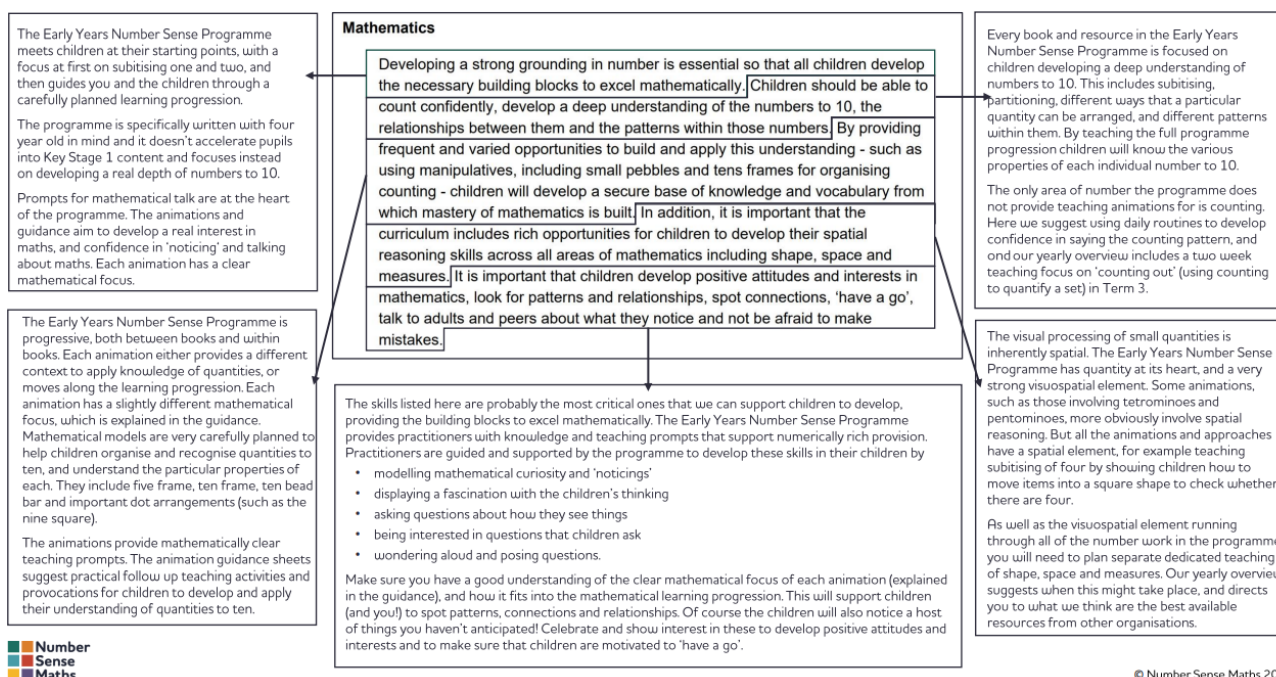 The Early Years Number Sense Programme
meets children at their starting points, with a
focus at first on subitising one and two, and
then guides you and the children through a
carefully planned learning progression.
The programme is specifically written with four
year old in mind and it doesn't accelerate pupils
into Key Stage 1 content and focuses instead
on developing a real depth of numbers to 10.
Prompts for mathematical talk are at the heart
of the programme. The animations and
guidance aim to develop a real interest in
maths, and confidence in 'noticing' and talking
about maths. Each animation has a clear
mathematical focus.
Mathematics
Developing a strong grounding in number is essential so that all children develop
the necessary building blocks to excel mathematically. Children should be able to
count confidently, develop a deep understanding of the numbers to 10, the
relationships between them and the patterns within those numbers. By providing
frequent and varied opportunities to build and apply this understanding - such as
using manipulatives, including small pebbles and tens frames for organising
counting - children will develop a secure base of knowledge and vocabulary from
which mastery of mathematics is built. In addition, it is important that the
curriculum includes rich opportunities for children to develop their spatial
reasoning skills across all areas of mathematics including shape, space and
measures. It is important that children develop positive attitudes and interests in
mathematics, look for patterns and relationships, spot connections, 'have a go',
talk to adults and peers about what they notice and not be afraid to make
mistakes.
Every book and resource in the Early Years
Number Sense Programme is focused on
children developing a deep understanding of
numbers to 10. This includes subitising,
partitioning, different ways that a particular
quantity can be arranged, and different patterns
within them. By teaching the full programme
progression children will know the various
properties of each individual number to 10.
The only area of number the programme does
not provide teaching animations for is counting.
Here we suggest using daily routines to develop
confidence in saying the counting pattern, and
ond our yearly overview includes a two week
teaching focus on 'counting out' (using counting
to quantify a set) in Term 3.
The Early Years Number Sense Programme is
progressive, both between books and within
books. Each animation either provides a different
context to apply knowledge of quantities, or
moves along the learning progression. Each
animation has a slightly different mathematical
focus, which is explained in the guidance.
Mathematical models are very carefully planned to
help children organise and recognise quantities to
ten, and understand the particular properties of
each. They include five frame, ten frame, ten bead
bar and important dot arrangements (such as the
nine square).
The animations provide mathematically clear
teaching prompts. The animation guidance sheets
suggest practical follow up teaching activities and
provocations for children to develop and apply
their understanding of quantities to ten.
The skills listed here are probably the most critical ones that we can support children to develop,
providing the building blocks to excel mathematically. The Early Years Number Sense Programme
provides practitioners with knowledge and teaching prompts that support numerically rich provision.
Practitioners are guided and supported by the programme to develop these skills in their children by
• modelling mathematical curiosity and 'noticings'
• displaying a fascination with the children's thinking
• asking questions about how they see things
• being interested in questions that children ask
• wondering aloud and posing questions.
Make sure you have a good understanding of the clear mathematical focus of each animation (explained
in the guidance), and how it fits into the mathematical learning progression. This will support children
(and you!) to spot patterns, connections and relationships. Of course the children will also notice a host
of things you haven't anticipated! Celebrate and show interest in these to develop positive attitudes and
interests and to make sure that children are motivated to 'have a go'.
The visual processing of small quantities is
inherently spatial. The Early Years Number Sense
Programme has quantity at its heart, and a very
strong visuospatial element. Some animations,
such as those involving tetrominoes and
pentominoes, more obviously involve spatial
reasoning. But all the animations and approaches
have a spatial element, for example teaching
subitising of four by showing children how to
move items into a square shape to check whether
there are four.
As well as the visuospatial element running
through all of the number work in the programme
you will need to plan separate dedicated teaching
of shape, space and measures. Our yearly overview
suggests when this might take place, and directs
you to what we think are the best available
resources from other organisations.
Number
Sense
Maths
© Number Sense Maths 20